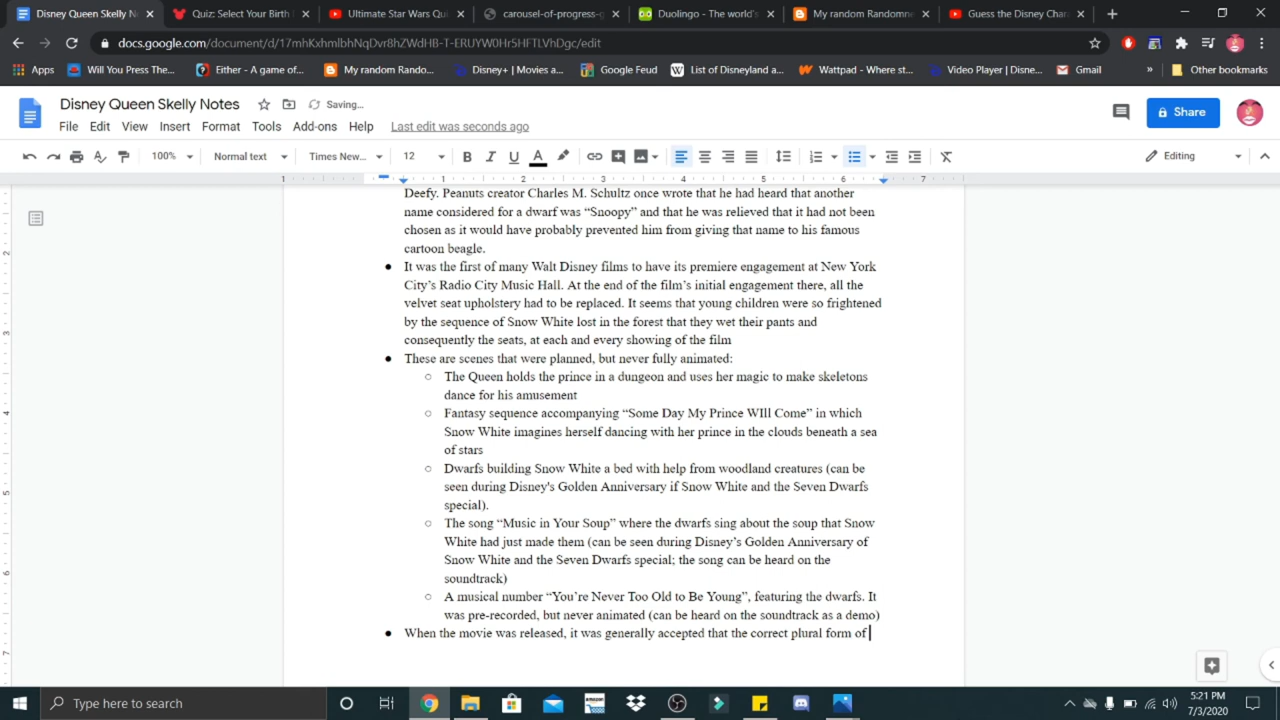 Disney Queen Skelly N
Quiz: Select Your Birth
Ultimate Star Wars Qu
carousel-of-progress-g
Duolingo - The world's
My random Randomne
Guess the Disney Char
docs.google.com/document/d/17mhKxhmlbhNqDvr8hZWdHB-T-ERUYW0Hr5HFTLVhDgc/edit
Apps
Will You Press The...
Either - A game of...
My random Rando...
Disney+ | Movies a...
Google Feud
List of Disneyland a...
Wattpad - Where st...
Video Player | Disne...
Gmail
»
Other bookmarks
Disney Queen Skelly Notes
Saving...
File Edit View Insert Format Tools Add-ons Help Last edit was seconds ago
Share
100% Normal text Times New... 12 B I U A Editing
1 1 2 3 4 5 6 7
Deefy. Peanuts creator Charles M. Schultz once wrote that he had heard that another
name considered for a dwarf was “Snoopy” and that he was relieved that it had not been
chosen as it would have probably prevented him from giving that name to his famous
cartoon beagle.
● It was the first of many Walt Disney films to have its premiere engagement at New York
City’s Radio City Music Hall. At the end of the film’s initial engagement there, all the
velvet seat upholstery had to be replaced. It seems that young children were so frightened
by the sequence of Snow White lost in the forest that they wet their pants and
consequently the seats, at each and every showing of the film
● These are scenes that were planned, but never fully animated:
○ The Queen holds the prince in a dungeon and uses her magic to make skeletons
dance for his amusement
○ Fantasy sequence accompanying “Some Day My Prince WIll Come” in which
Snow White imagines herself dancing with her prince in the clouds beneath a sea
of stars
○ Dwarfs building Snow White a bed with help from woodland creatures (can be
seen during Disney's Golden Anniversary if Snow White and the Seven Dwarfs
special).
○ The song “Music in Your Soup” where the dwarfs sing about the soup that Snow
White had just made them (can be seen during Disney’s Golden Anniversary of
Snow White and the Seven Dwarfs special; the song can be heard on the
soundtrack)
○ A musical number “You’re Never Too Old to Be Young”, featuring the dwarfs. It
was pre-recorded, but never animated (can be heard on the soundtrack as a demo)
● When the movie was released, it was generally accepted that the correct plural form of
2
3
4
5
6
7
Type here to search
5:21 PM
7/3/2020